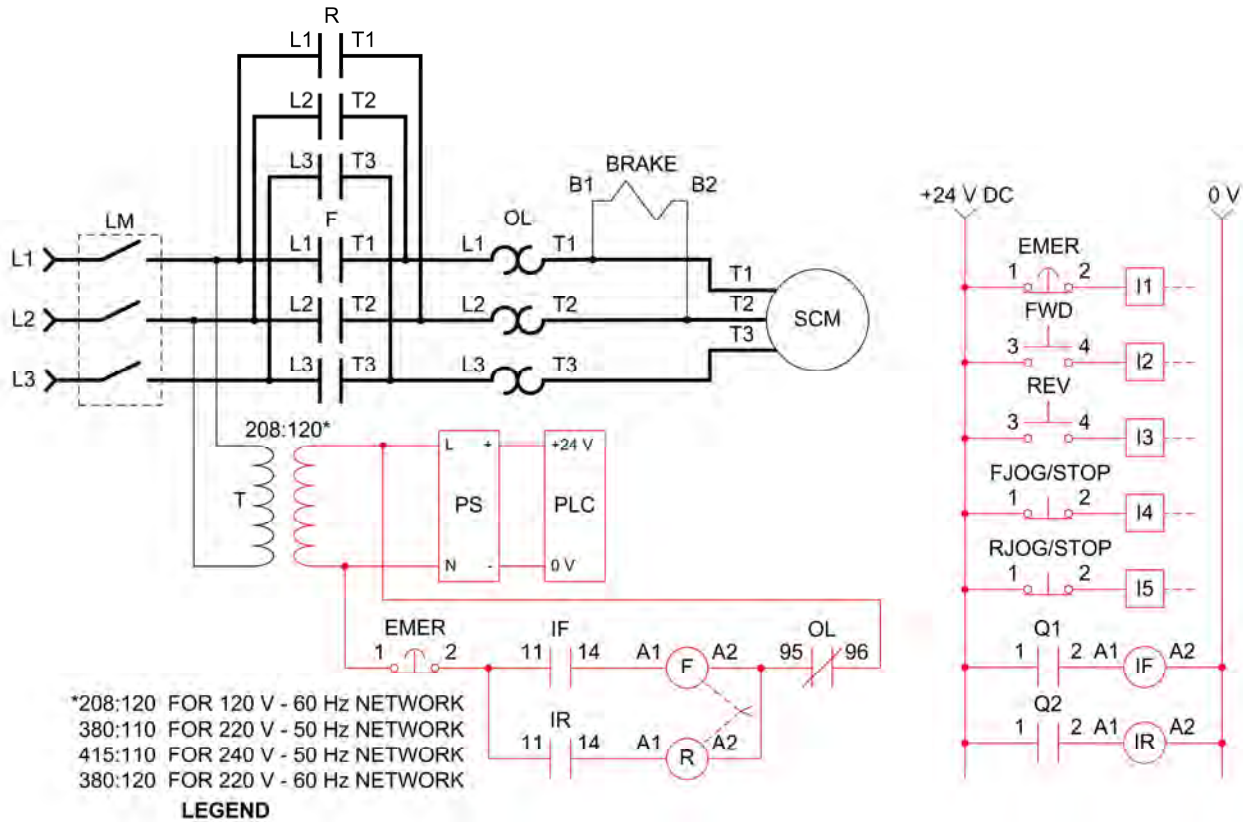 R
L1 T1
L2 T2
L3 T3
BRAKE
B1 B2
+24 V DC 0 V
LM
F
OL
L1 L1 T1 L1 T1
EMER
1 2 I1
T1
L2 L2 T2 L2 T2
T2
SCM
FWD
3 4 I2
T3
L3 L3 T3 L3 T3
REV
3 4 I3
208:120*
T
L +
PS
N -
+24 V
PLC
0 V
FJOG/STOP
1 2 I4
RJOG/STOP
1 2 I5
EMER
1 2
IF
11 14 A1 F A2
OL
95 96
Q1
1 2 A1 IF A2
IR
11 14 A1 R A2
Q2
1 2 A1 IR A2
*208:120 FOR 120 V - 60 Hz NETWORK
380:110 FOR 220 V - 50 Hz NETWORK
415:110 FOR 240 V - 50 Hz NETWORK
380:120 FOR 220 V - 60 Hz NETWORK
LEGEND